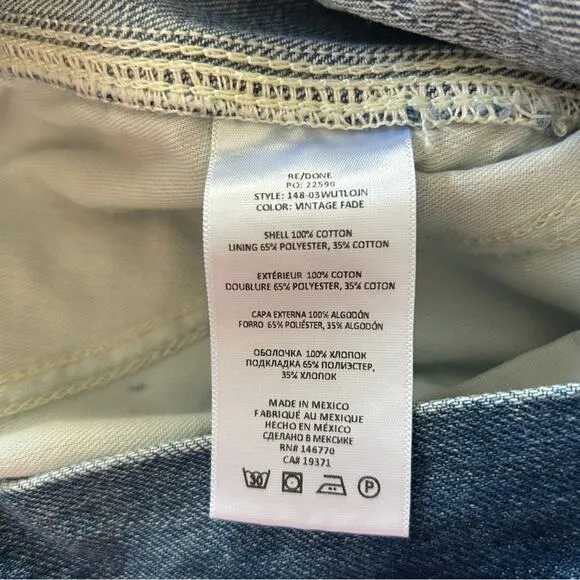 RE/DONE
PO: 22590
STYLE: 148-03WUTLOJN
COLOR: VINTAGE FADE
SHELL 100% COTTON
LINING 65% POLYESTER, 35% COTTON
EXTÉRIEUR 100% COTON
DOUBLURE 65% POLYESTER, 35% COTON
CAPA EXTERNA 100% ALGODÓN
FORRO 65% POLIÉSTER, 35% ALGODÓN
ОБОЛОЧКА 100% ХЛОПОК
ПОДКЛАДКА 65% ПОЛИЭСТЕР,
35% ХЛОПОК
MADE IN MEXICO
FABRIQUÉ AU MEXIQUE
HECHO EN MÉXICO
СДЕЛАНО В МЕКСИКЕ
RN# 146770
CA# 19371
30 P